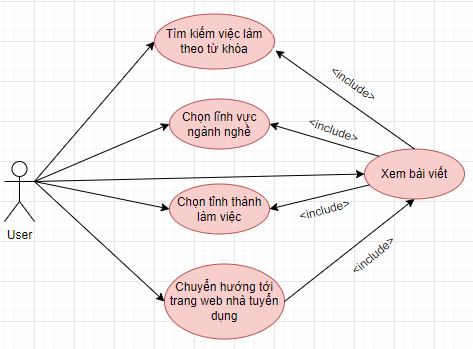 Tìm kiếm việc làm
theo từ khóa
<include>
Chọn lĩnh vực
ngành nghề
<include>
Xem bài viết
Chọn tỉnh thành
làm việc
<include>
User
<include>
Chuyển hướng tới
trang web nhà tuyển
dụng